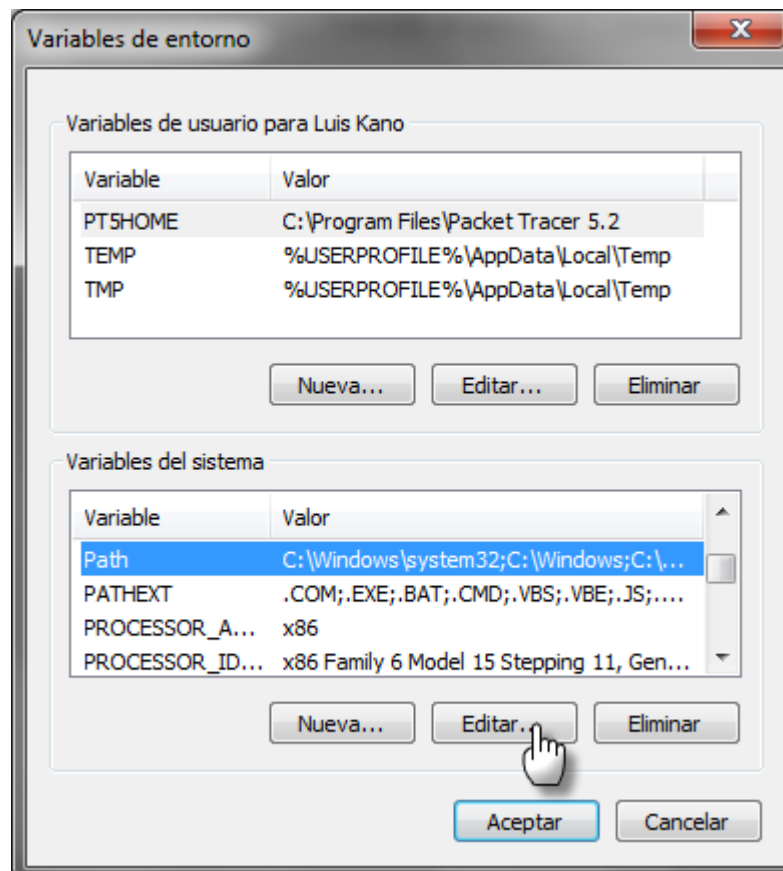 Variables de entorno
Variables de usuario para Luis Kano
Variable Valor
PT5HOME C:\Program Files\Packet Tracer 5.2
TEMP %USERPROFILE%\AppData\Local\Temp
TMP %USERPROFILE%\AppData\Local\Temp
Nueva... Editar... Eliminar
Variables del sistema
Variable Valor
Path C:\Windows\system32;C:\Windows;C:\...
PATHEXT .COM;.EXE;.BAT;.CMD;.VBS;.VBE;.JS;....
PROCESSOR_A... x86
PROCESSOR_ID... x86 Family 6 Model 15 Stepping 11, Gen...
Nueva... Editar... Eliminar
Aceptar Cancelar